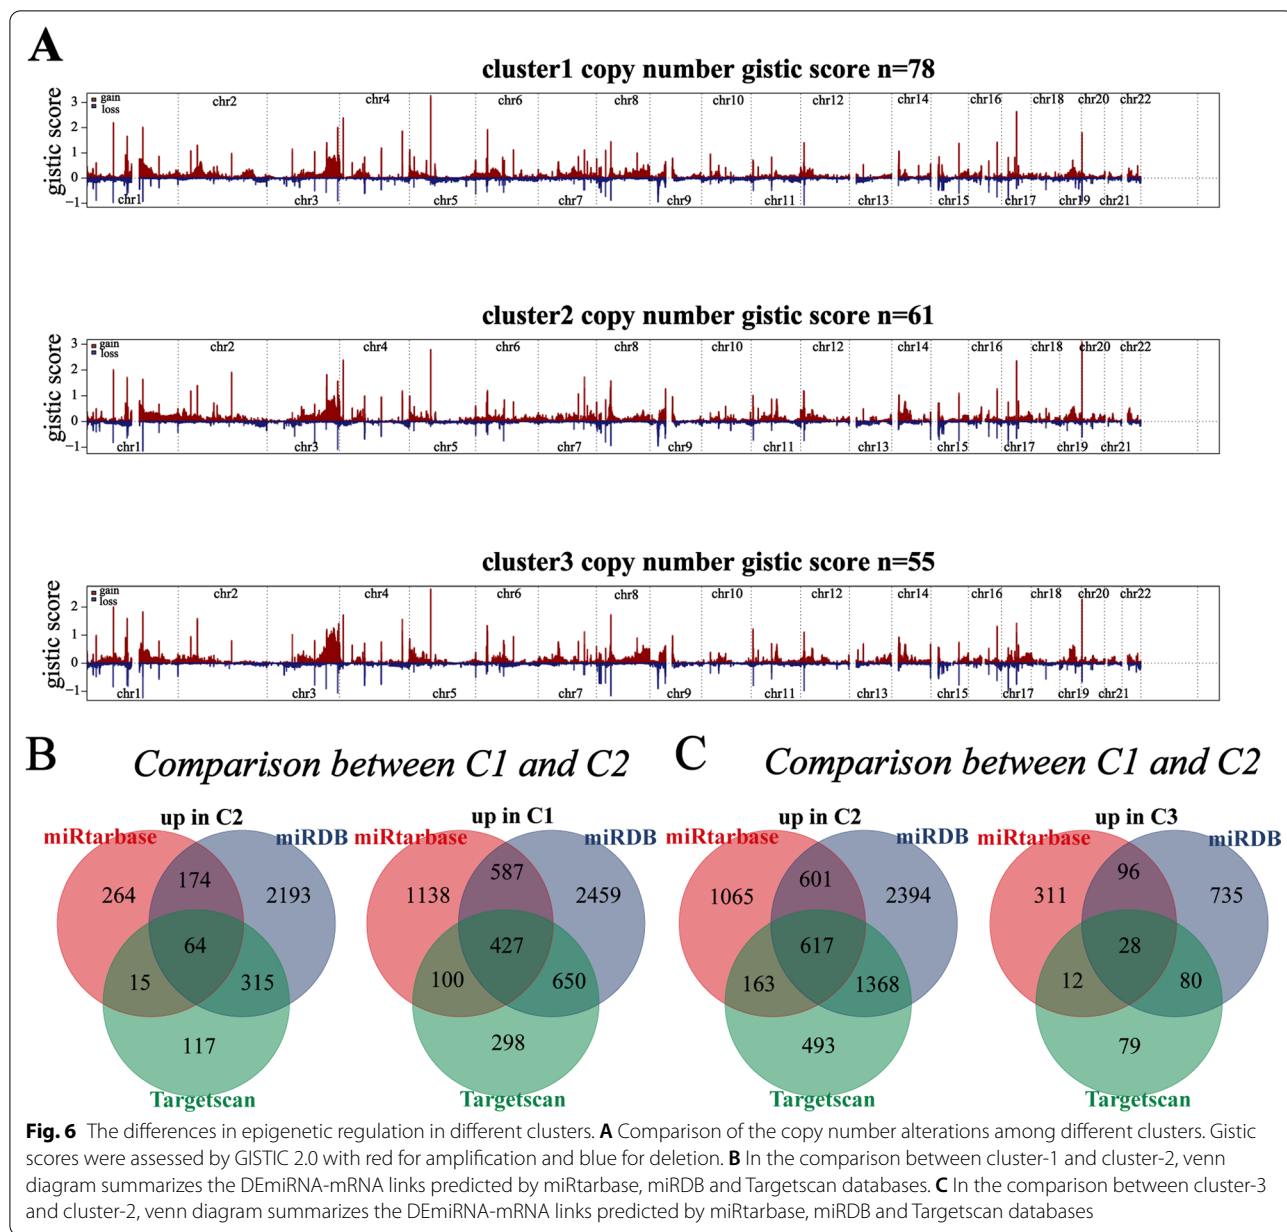 A
cluster1 copy number gistic score n=78
gistic score
3
2
1
0
−1
gain
loss
chr2
chr4
chr6
chr8
chr10
chr12
chr14
chr16
chr18
chr20
chr22
chr1
chr3
chr5
chr7
chr9
chr11
chr13
chr15
chr17
chr19
chr21
cluster2 copy number gistic score n=61
gistic score
3
2
1
0
−1
gain
loss
chr2
chr4
chr6
chr8
chr10
chr12
chr14
chr16
chr18
chr20
chr22
chr1
chr3
chr5
chr7
chr9
chr11
chr13
chr15
chr17
chr19
chr21
cluster3 copy number gistic score n=55
gistic score
2
1
0
−1
gain
loss
chr2
chr4
chr6
chr8
chr10
chr12
chr14
chr16
chr18
chr20
chr22
chr1
chr3
chr5
chr7
chr9
chr11
chr13
chr15
chr17
chr19
chr21
B
Comparison between C1 and C2
up in C2
miRtarbase
miRDB
264
174
2193
64
15
315
117
Targetscan
up in C1
miRtarbase
miRDB
1138
587
2459
427
100
650
298
Targetscan
C
Comparison between C1 and C2
up in C2
miRtarbase
miRDB
1065
601
2394
617
163
1368
493
Targetscan
up in C3
miRtarbase
miRDB
311
96
735
28
12
80
79
Targetscan
Fig. 6 The differences in epigenetic regulation in different clusters. A Comparison of the copy number alterations among different clusters. Gistic
scores were assessed by GISTIC 2.0 with red for amplification and blue for deletion. B In the comparison between cluster-1 and cluster-2, venn
diagram summarizes the DEmiRNA-mRNA links predicted by miRtarbase, miRDB and Targetscan databases. C In the comparison between cluster-3
and cluster-2, venn diagram summarizes the DEmiRNA-mRNA links predicted by miRtarbase, miRDB and Targetscan databases